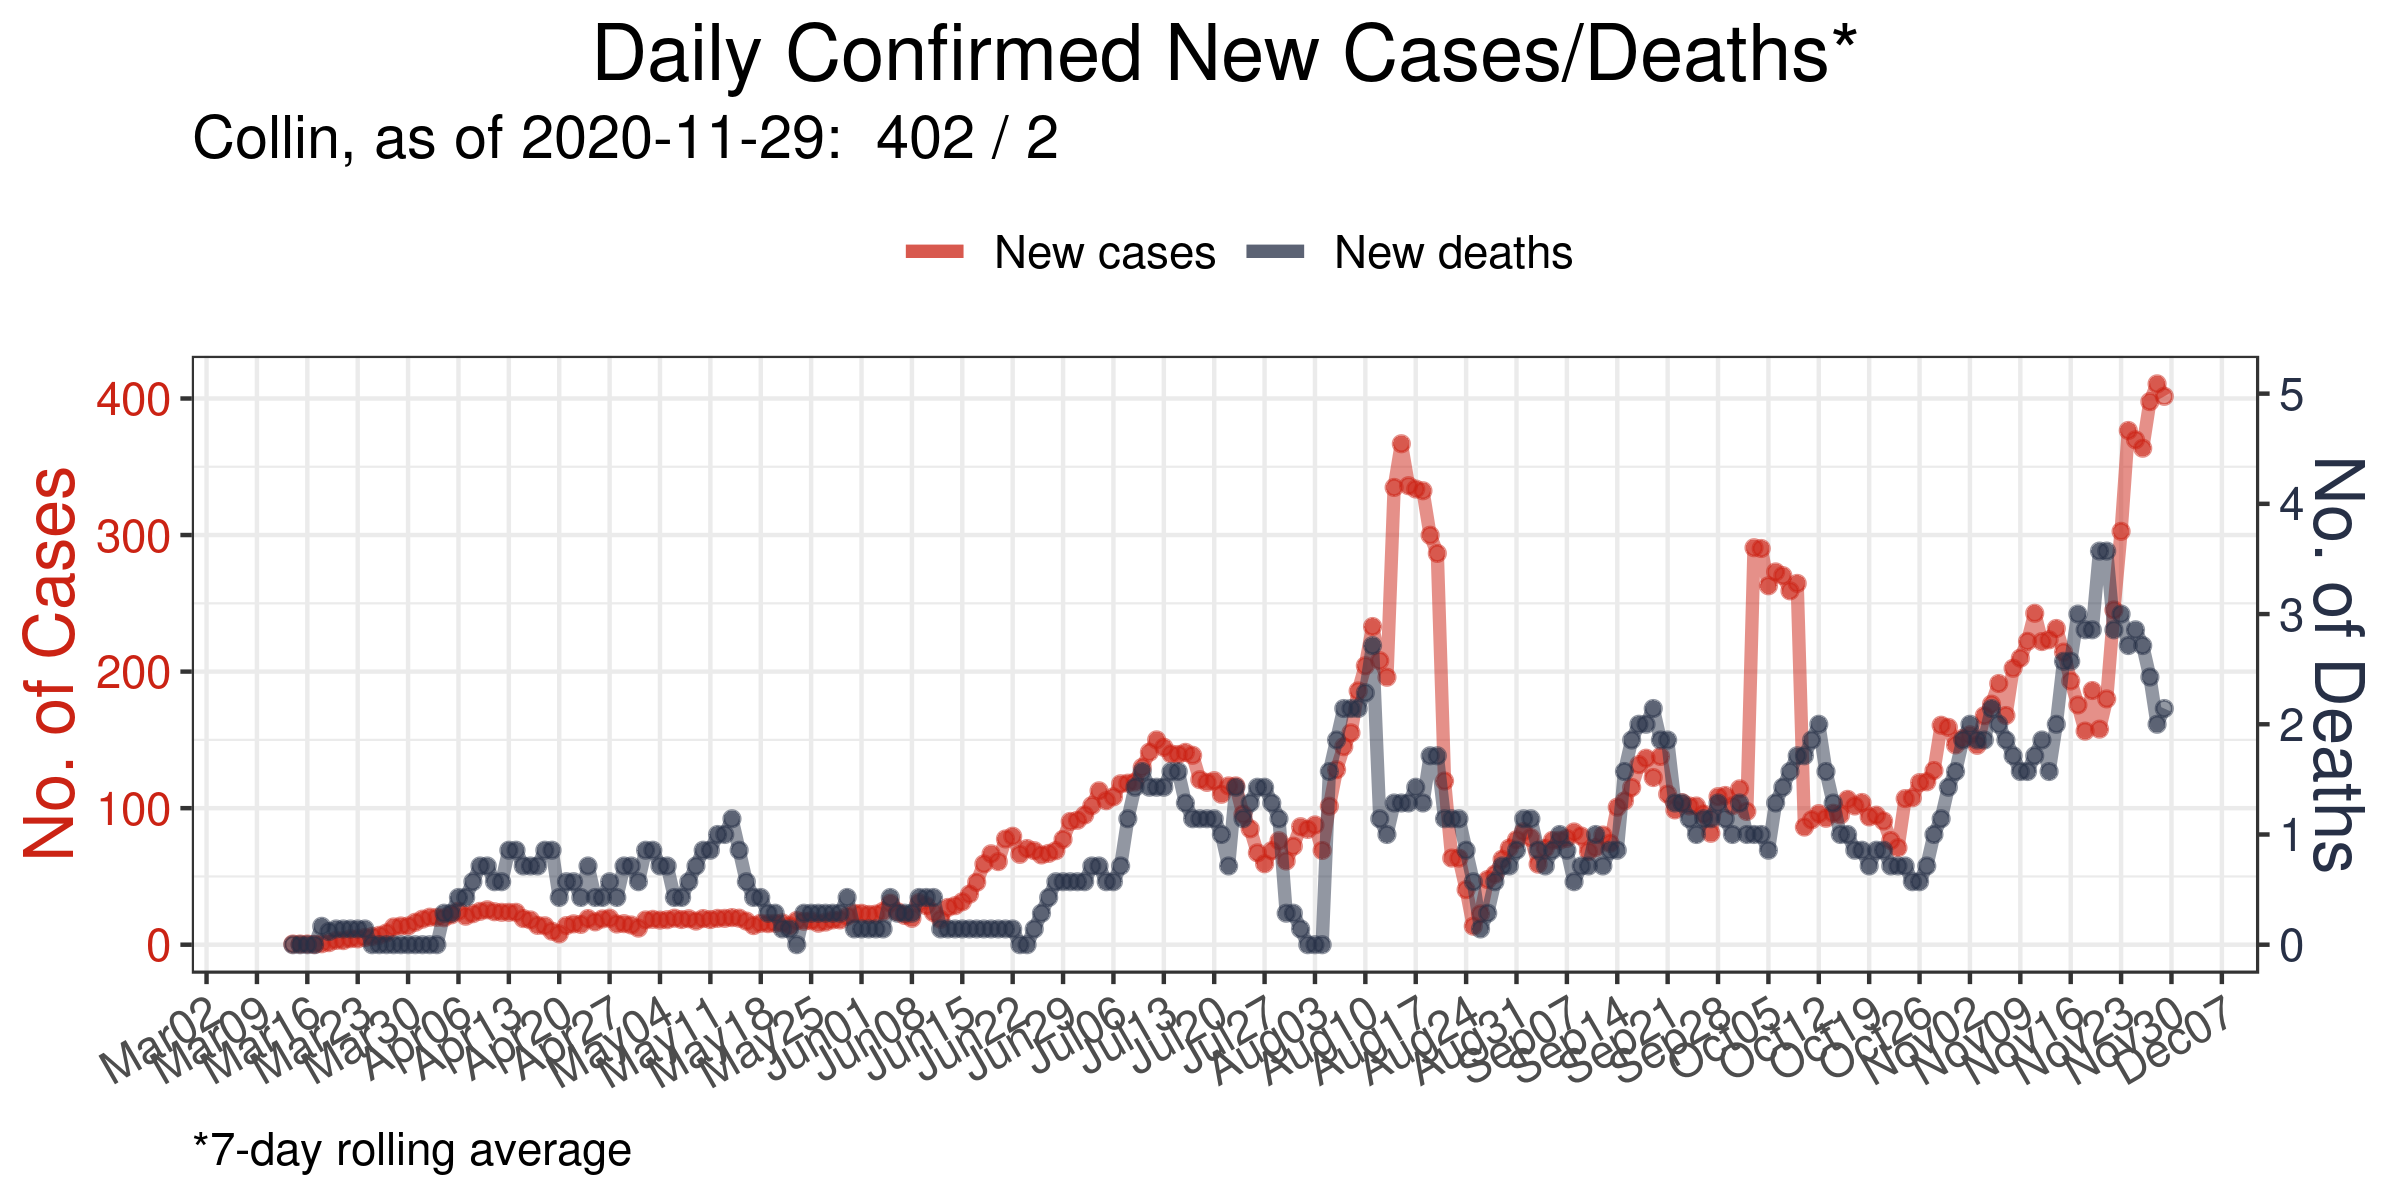 Daily Confirmed New Cases/Deaths*
Collin, as of 2020-11-29:  402 / 2
New cases
New deaths
No. of Cases
400
300
200
100
0
5
4
3
2
1
0
No. of Deaths
Mar02
Mar09
Mar16
Mar23
Mar30
Apr06
Apr13
Apr20
Apr27
May04
May11
May18
May25
Jun01
Jun08
Jun15
Jun22
Jun29
Jul06
Jul13
Jul20
Jul27
Aug03
Aug10
Aug17
Aug24
Aug31
Sep07
Sep14
Sep21
Sep28
Oct05
Oct12
Oct19
Oct26
Nov02
Nov09
Nov16
Nov23
Nov30
Dec07
*7-day rolling average